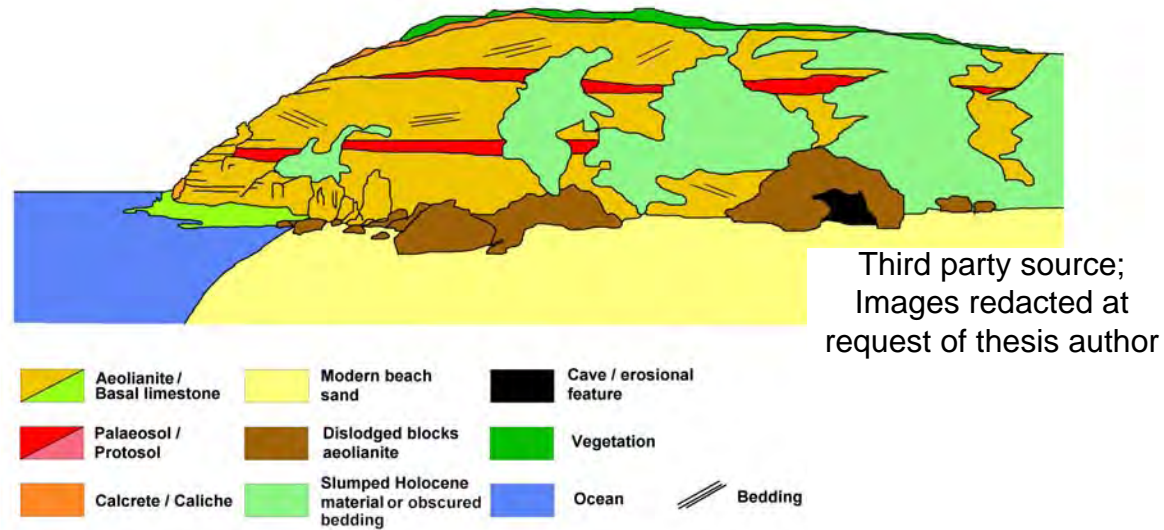 Third party source;
Images redacted at
request of thesis author
Aeolianite /
Basal limestone
Modern beach
sand
Cave / erosional
feature
Palaeosol /
Protosol
Dislodged blocks
aeolianite
Vegetation
Calcrete / Caliche
Slumped Holocene
material or obscured
bedding
Ocean
Bedding